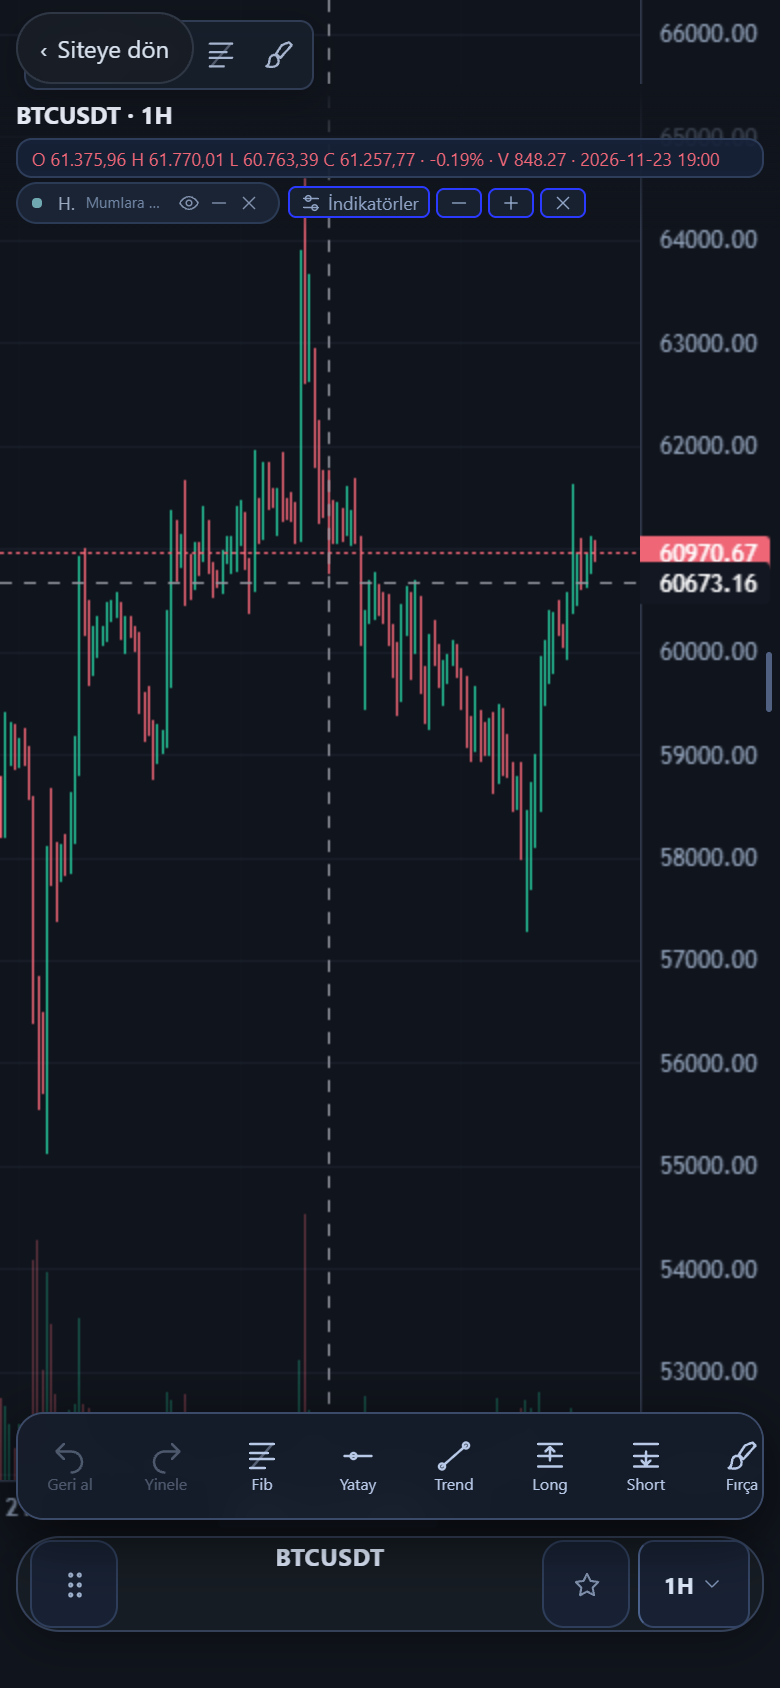 ‹ Siteye dön
BTCUSDT · 1H
O 61.375,96 H 61.770,01 L 60.763,39 C 61.257,77 · -0.19% · V 848.27 · 2026-11-23 19:00
H. Mumlara ...
İndikatörler
66000.00
65000.00
64000.00
63000.00
62000.00
60970.67
60673.16
60000.00
59000.00
58000.00
57000.00
56000.00
55000.00
54000.00
53000.00
Geri al Yinele Fib Yatay Trend Long Short Fırça
BTCUSDT
1H